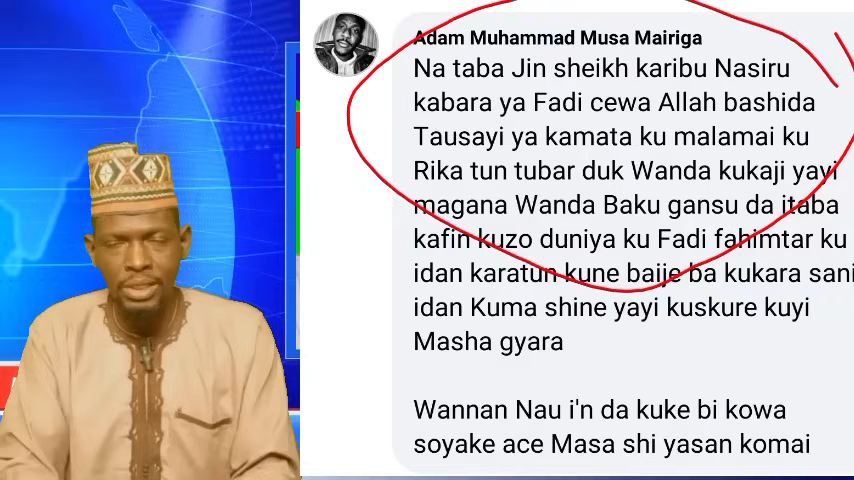 Adam Muhammad Musa Mairiga
Na taba Jin sheikh karibu Nasiru
kabara ya Fadi cewa Allah bashida
Tausayi ya kamata ku malamai ku
Rika tun tubar duk Wanda kukaji yayi
magana Wanda Baku gansu da itaba
kafin kuzo duniya ku Fadi fahimtar ku
idan karatun kune baije ba kukara sani
idan Kuma shine yayi kuskure kuyi
Masha gyara
Wannan Nau i'n da kuke bi kowa
soyake ace Masa shi yasan komai